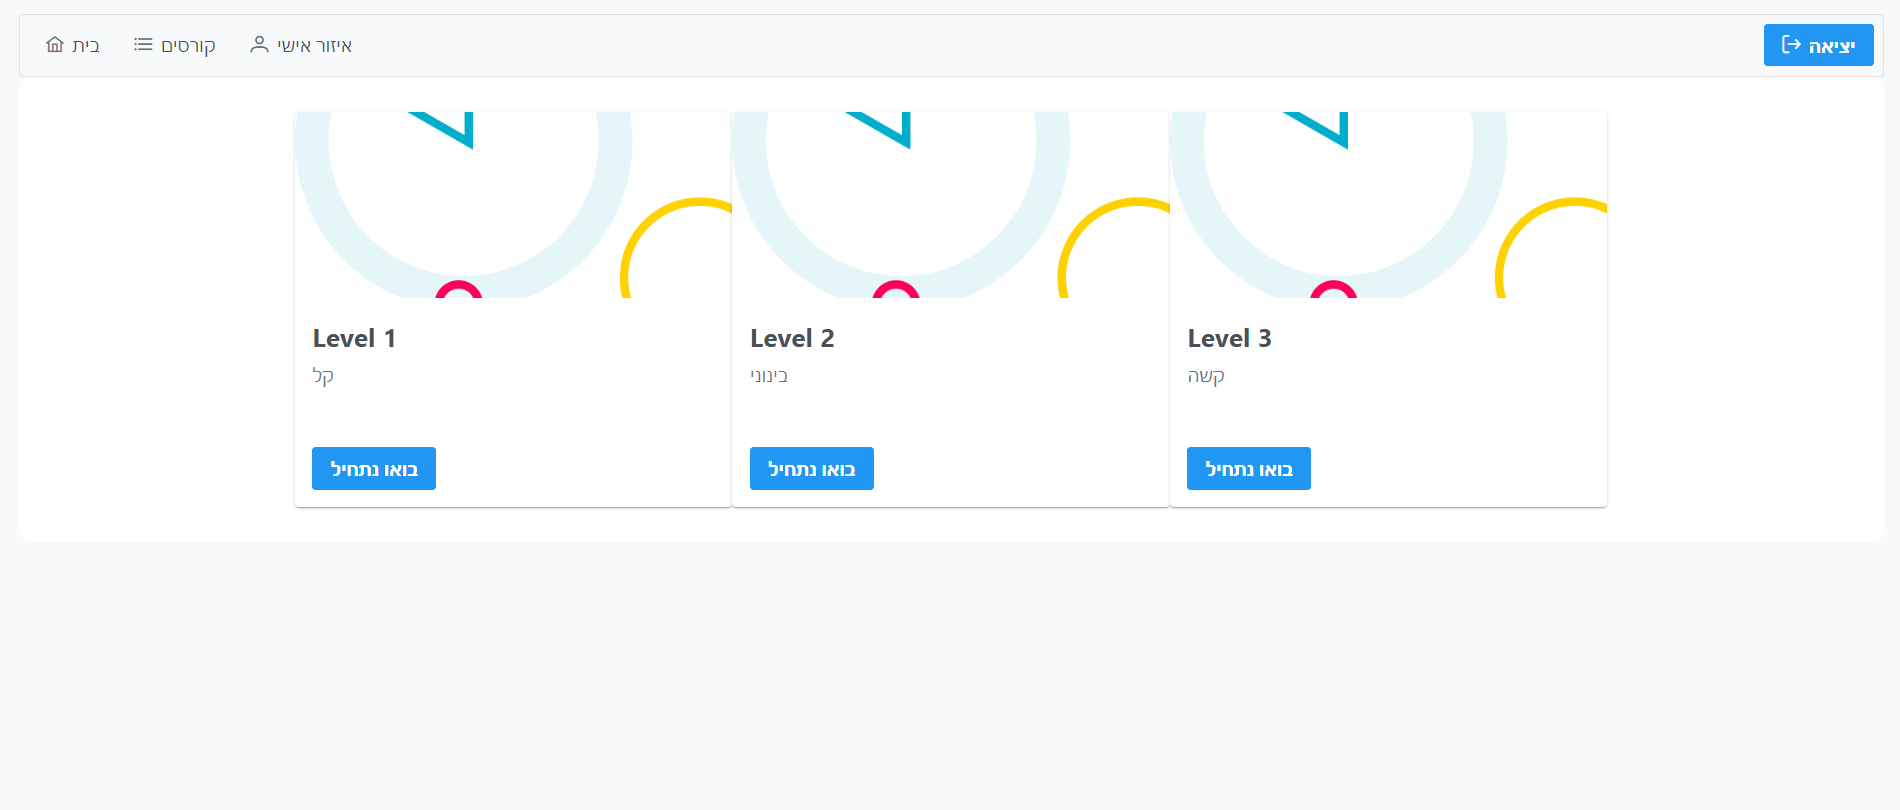 בית
קורסים
איזור אישי
יציאה
Level 1
קל
בואו נתחיל
Level 2
בינוני
בואו נתחיל
Level 3
קשה
בואו נתחיל